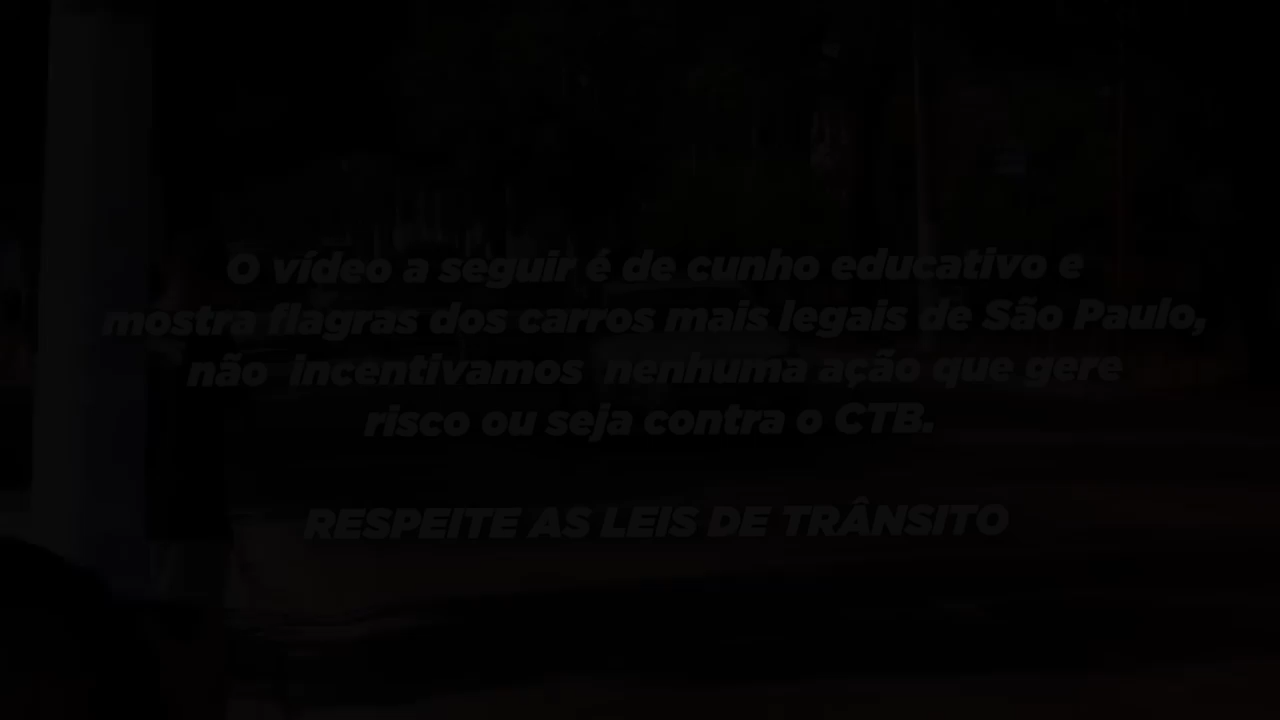 O vídeo a seguir é de cunho educativo e
mostra flagras dos carros mais legais de São Paulo,
não incentivamos nenhuma ação que gere
risco ou seja contra o CTB.
RESPEITE AS LEIS DE TRÂNSITO